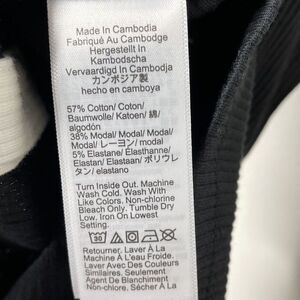 Made In Cambodia
Fabriqué Au Cambodge
Hergestellt In
Kambodscha
Vervaardigd In Cambodja
カンボジア製
hecho en camboya
57% Cotton/ Coton/
Baumwolle/ Katoen/ 綿/
algodón
38% Modal/ Modal/ Modal/
Modal/ レーヨン/ modal
5% Elastane/ Élasthanne/
Elastan/ Elastaan/ ポリウレ
タン/ elastano
Turn Inside Out. Machine
Wash Cold. Wash With
Like Colors. Non-chlorine
Bleach Only. Tumble Dry
Low, Iron On Lowest
Setting.
30
Retourner. Laver À La
Machine À L'eau Froide.
Laver Avec Des Couleurs
Similaires, Seulement
Agent De Blanchiment
Non-chloré, Sécher À La